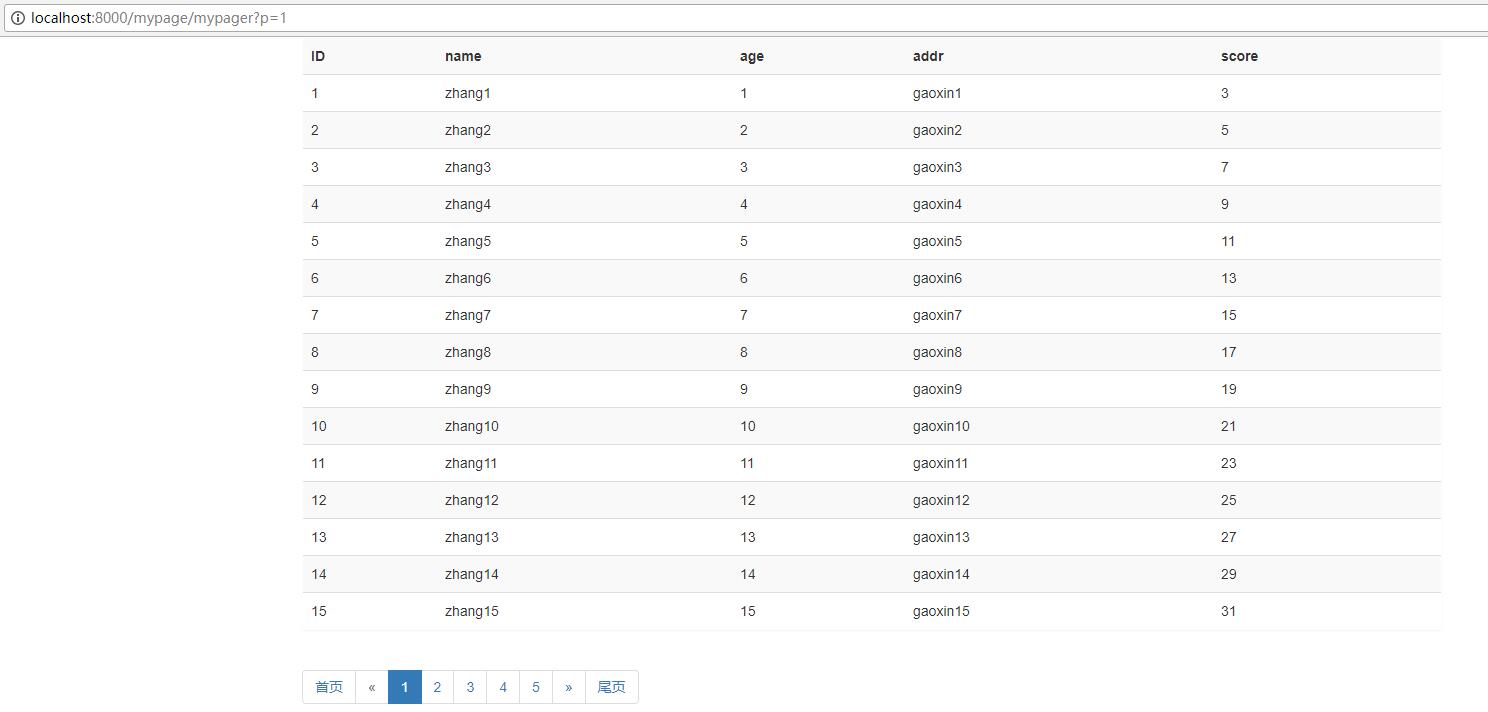 localhost:8000/mypage/mypager?p=1
ID name age addr score
1 zhang1 1 gaoxin1 3
2 zhang2 2 gaoxin2 5
3 zhang3 3 gaoxin3 7
4 zhang4 4 gaoxin4 9
5 zhang5 5 gaoxin5 11
6 zhang6 6 gaoxin6 13
7 zhang7 7 gaoxin7 15
8 zhang8 8 gaoxin8 17
9 zhang9 9 gaoxin9 19
10 zhang10 10 gaoxin10 21
11 zhang11 11 gaoxin11 23
12 zhang12 12 gaoxin12 25
13 zhang13 13 gaoxin13 27
14 zhang14 14 gaoxin14 29
15 zhang15 15 gaoxin15 31
首页 « 1 2 3 4 5 » 尾页